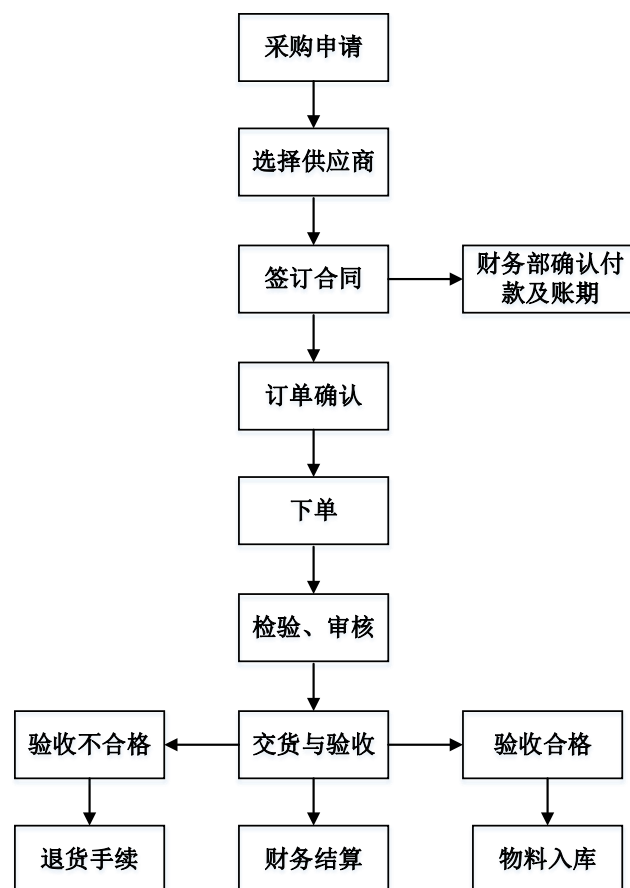 采购申请
选择供应商
签订合同
财务部确认付
款及账期
订单确认
下单
检验、审核
验收不合格
交货与验收
验收合格
退货手续
财务结算
物料入库